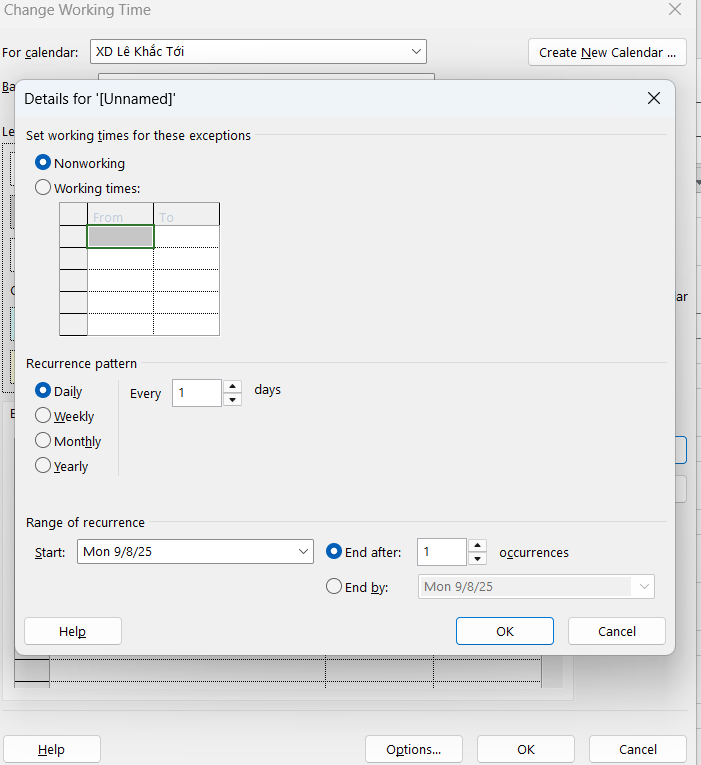 Change Working Time
For calendar:
XD Lê Khắc Tới
Create New Calendar ...
Ba
Details for '[Unnamed]'
Le
Set working times for these exceptions
Nonworking
Working times:
From To
ar
Recurrence pattern
Daily
Every 1 days
Weekly
Monthly
Yearly
Range of recurrence
Start: Mon 9/8/25
End after: 1 occurrences
End by: Mon 9/8/25
Help OK Cancel
Help Options... OK Cancel